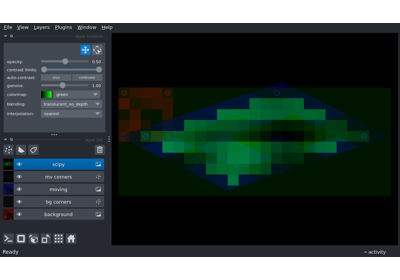 File View Layers Plugins Window Help
opacity: 0.50
contrast limits:
auto-contrast: once continuous
gamma: 1.00
colormap: green
blending: translucent_no_depth
interpolation: nearest
scipy
mv corners
moving
bg corners
background
Ready activity